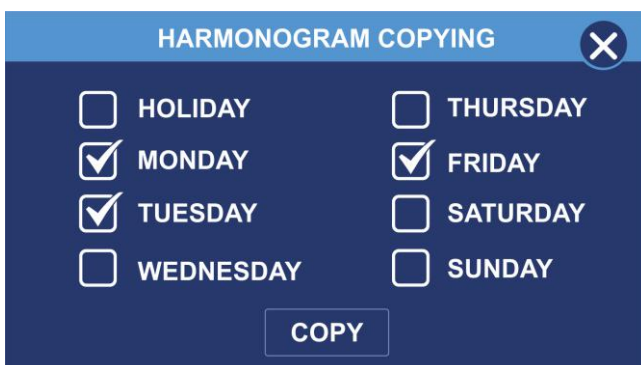 HARMONOGRAM COPYING
HOLIDAY
MONDAY
TUESDAY
WEDNESDAY
THURSDAY
FRIDAY
SATURDAY
SUNDAY
COPY